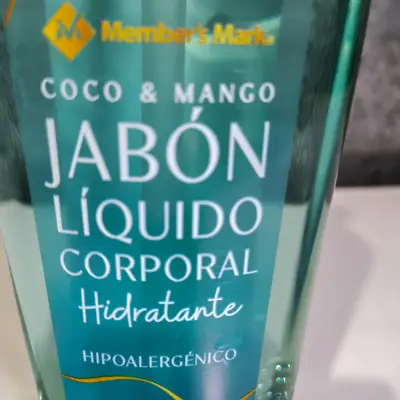 Member's Mark
COCO & MANGO
JABÓN
LÍQUIDO
CORPORAL
Hidratante
HIPOALERGÉNICO